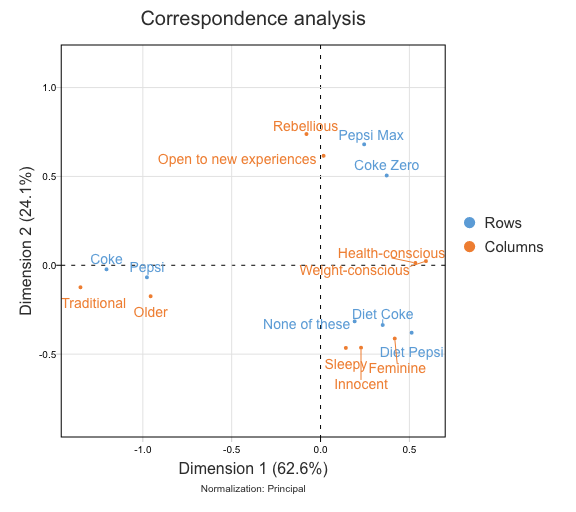 Correspondence analysis
Dimension 2 (24.1%)
1.0
0.5
0.0
-0.5
Rebellious
Pepsi Max
Open to new experiences
Coke Zero
Health-conscious
Coke
Pepsi
Weight-conscious
Traditional
Older
Diet Coke
None of these
Diet Pepsi
Sleepy
Feminine
Innocent
Rows
Columns
-1.0
-0.5
0.0
0.5
Dimension 1 (62.6%)
Normalization: Principal